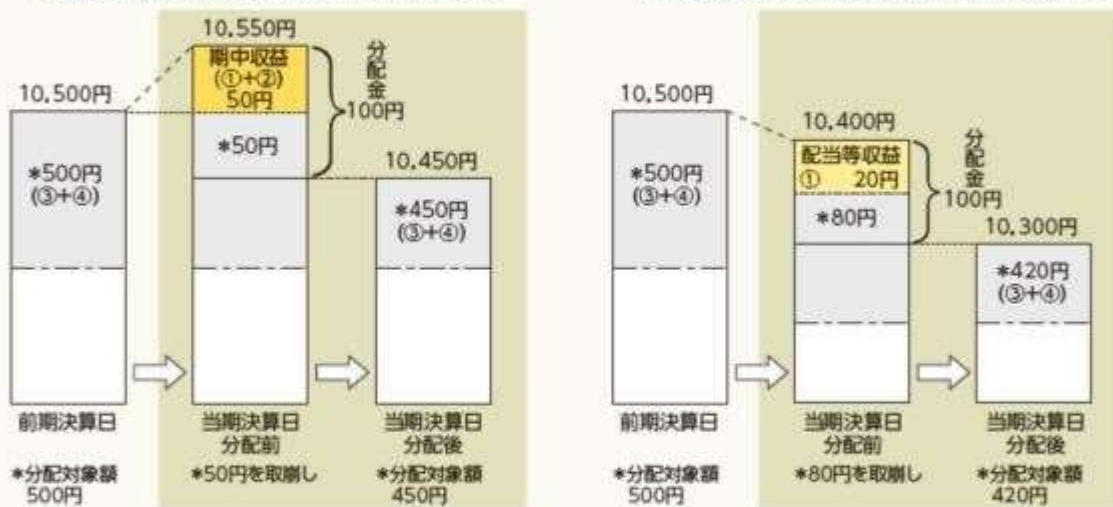 10,550円
期中収益
(①+②)
50円
分配金
100円
10,500円
*500円
(③+④)
*50円
10,450円
*450円
(③+④)
前期決算日
当期決算日
分配前
当期決算日
分配後
*分配対象額
500円
*50円を取崩し
*分配対象額
450円
10,500円
*500円
(③+④)
10,400円
配当等収益
① 20円
*80円
分配金
100円
10,300円
*420円
(③+④)
前期決算日
当期決算日
分配前
当期決算日
分配後
*分配対象額
500円
*80円を取崩し
*分配対象額
420円